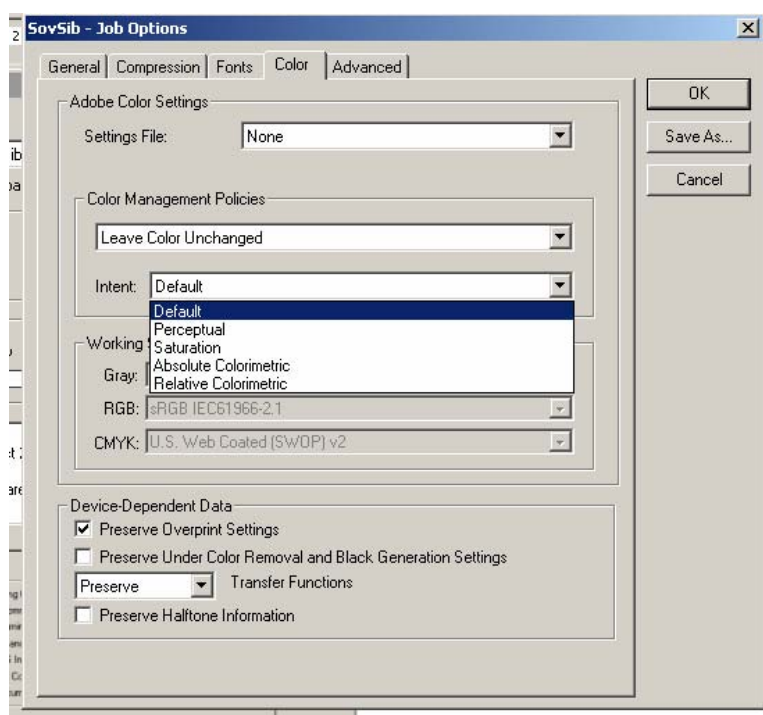 SovSib - Job Options
General Compression Fonts Color Advanced
OK
Save As...
Cancel
Adobe Color Settings
Settings File: None
Color Management Policies
Leave Color Unchanged
Intent: Default
Default
Perceptual
Saturation
Absolute Colorimetric
Relative Colorimetric
Working
Gray:
RGB: sRGB IEC61966-2.1
CMYK: U.S. Web Coated (SWOP) v2
Device-Dependent Data
Preserve Overprint Settings
Preserve Under Color Removal and Black Generation Settings
Preserve Transfer Functions
Preserve Halftone Information